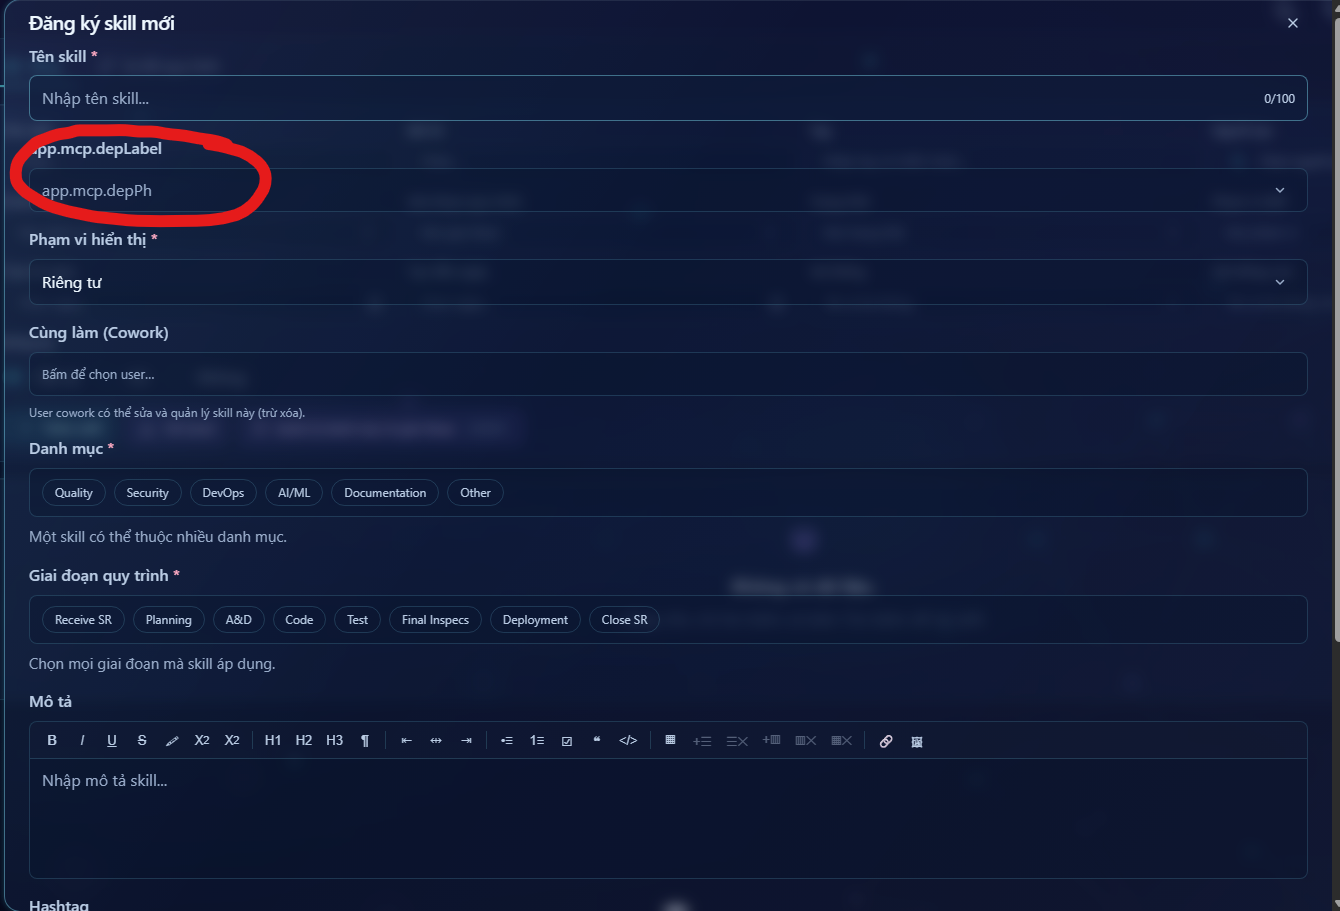 Đăng ký skill mới
Tên skill *
Nhập tên skill...
0/100
app.mcp.depLabel
app.mcp.depPh
Phạm vi hiển thị *
Riêng tư
Cùng làm (Cowork)
Bấm để chọn user...
User cowork có thể sửa và quản lý skill này (trừ xóa).
Danh mục *
Quality Security DevOps AI/ML Documentation Other
Một skill có thể thuộc nhiều danh mục.
Giai đoạn quy trình *
Receive SR Planning A&D Code Test Final Inspecs Deployment Close SR
Chọn mọi giai đoạn mà skill áp dụng.
Mô tả
B I U S X2 X2 H1 H2 H3 ¶ </>
Nhập mô tả skill...
Hashtag